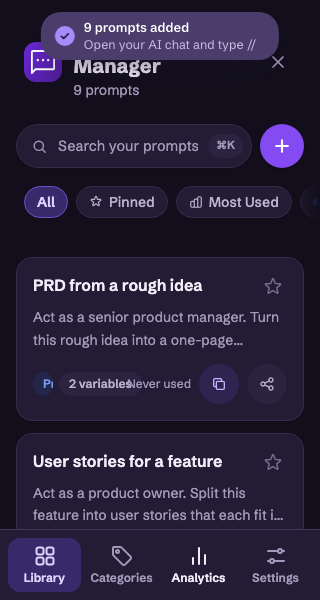 9 prompts added
Open your AI chat and type //
Manager
9 prompts
Search your prompts
⌘K
All
Pinned
Most Used
PRD from a rough idea
Act as a senior product manager. Turn
this rough idea into a one-page...
2 variables
Never used
User stories for a feature
Act as a product owner. Split this
feature into user stories that each fit i...
Library
Categories
Analytics
Settings